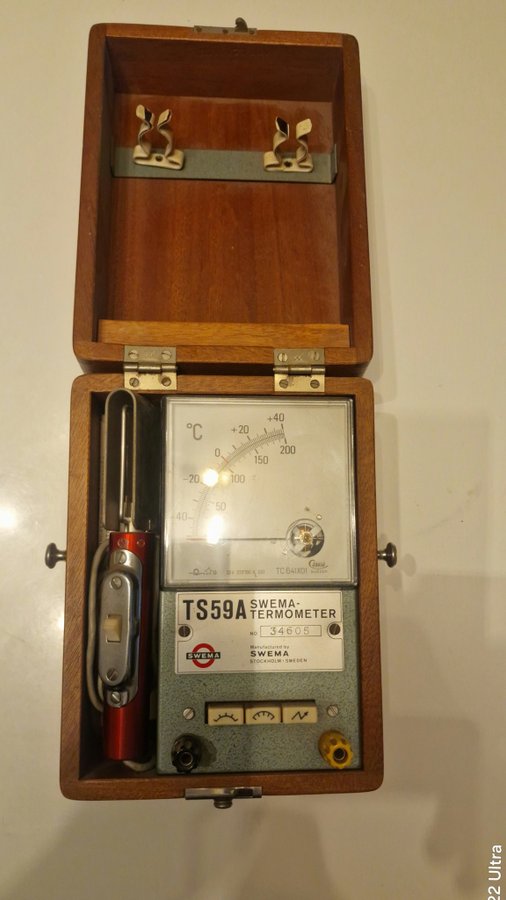 °C
-40 -20 0 +20 +40
50 100 150 200
TC 641X01
TS59A SWEMA-
TERMOMETER
NO 34605
SWEMA
Manufactured by
SWEMA
STOCKHOLM · SWEDEN
22 Ultra